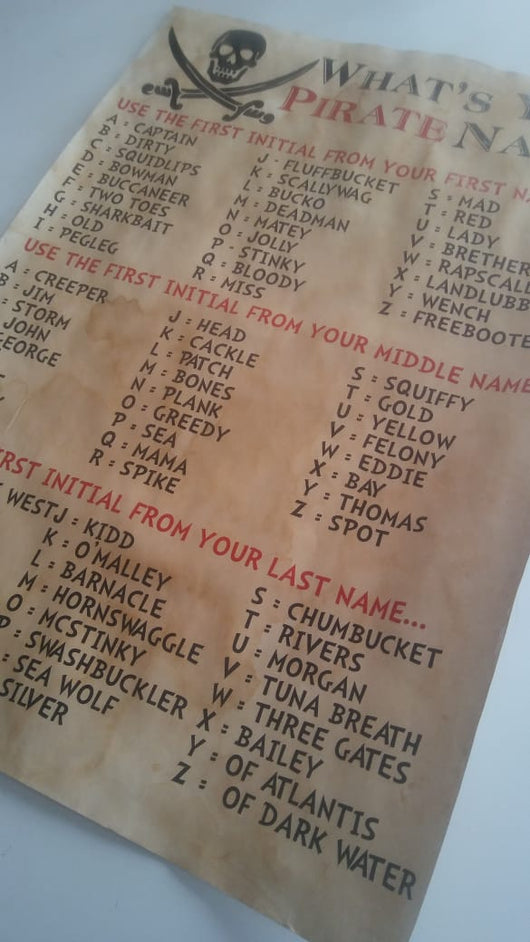 WHAT'S Y
PIRATE NA
USE THE FIRST INITIAL FROM YOUR FIRST NA
A : CAPTAIN
B : DIRTY
C : SQUIDLIPS
D : BOWMAN
E : BUCCANEER
F : TWO TOES
G : SHARKBAIT
H : OLD
I : PEGLEG
J : FLUFFBUCKET
K : SCALLYWAG
L : BUCKO
M : DEADMAN
N : MATEY
O : JOLLY
P - STINKY
Q : BLOODY
R : MISS
S : MAD
T : RED
U : LADY
V : BRETHER
W : RAPSCALL
X : LANDLUBB
Y : WENCH
Z : FREEBOOTE
USE THE FIRST INITIAL FROM YOUR MIDDLE NAME
A : CREEPER
B : JIM
: STORM
JOHN
EORGE
J : HEAD
K : CACKLE
L : PATCH
M : BONES
N : PLANK
O : GREEDY
P : SEA
Q : MAMA
R : SPIKE
S : SQUIFFY
T : GOLD
U : YELLOW
V : FELONY
W : EDDIE
X : BAY
Y : THOMAS
Z : SPOT
RST INITIAL FROM YOUR LAST NAME...
WEST
J : KIDD
K : O'MALLEY
L : BARNACLE
M : HORNSWAGGLE
O : MCSTINKY
P : SWASHBUCKLER
: SEA WOLF
SILVER
S : CHUMBUCKET
T : RIVERS
U : MORGAN
V : TUNA BREATH
W : THREE GATES
X : BAILEY
Y : OF ATLANTIS
Z : OF DARK WATER